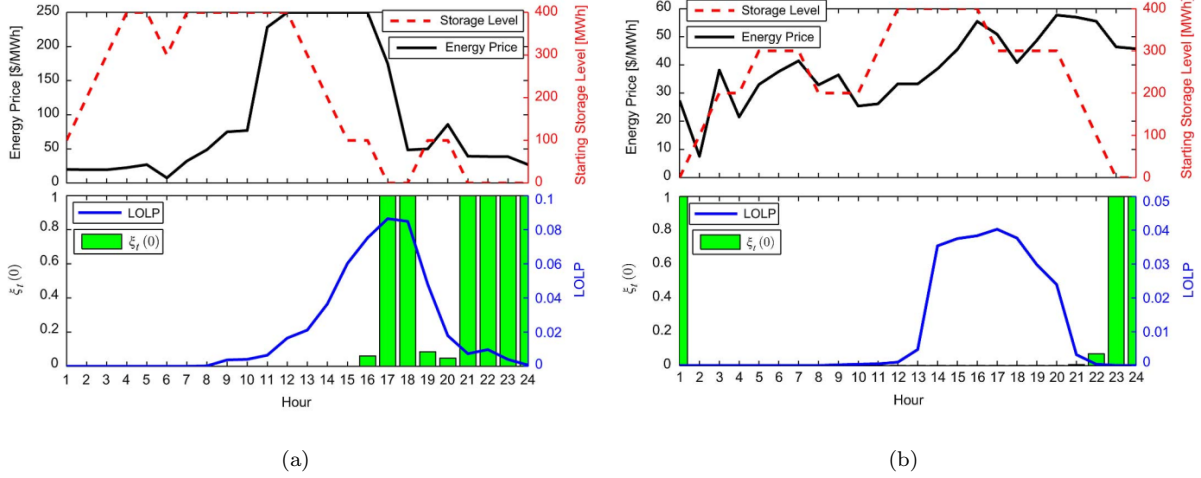 Energy Price [$/MWh]
250
200
150
100
50
0
Storage Level
Energy Price
400
300
200
100
0
Starting Storage Level [MWh]
ξt (0)
1
0.8
0.6
0.4
0.2
0
LOLP
ξt (0)
0.1
0.08
0.06
0.04
0.02
0
LOLP
1 2 3 4 5 6 7 8 9 10 11 12 13 14 15 16 17 18 19 20 21 22 23 24
Hour
(a)
Energy Price [$/MWh]
60
50
40
30
20
10
0
Storage Level
Energy Price
400
300
200
100
0
Starting Storage Level [MWh]
ξt (0)
1
0.8
0.6
0.4
0.2
0
LOLP
ξt (0)
0.05
0.04
0.03
0.02
0.01
0
LOLP
1 2 3 4 5 6 7 8 9 10 11 12 13 14 15 16 17 18 19 20 21 22 23 24
Hour
(b)